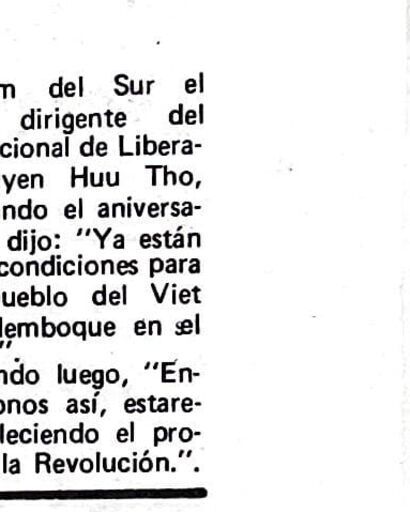 m del Sur el
dirigente del
cional de Libera-
yen Huu Tho,
ndo el aniversa-
dijo: "Ya están
condiciones para
ueblo del Viet
lemboque en el
".
ndo luego, "En-
onos así, estare-
leciendo el pro-
la Revolución.".